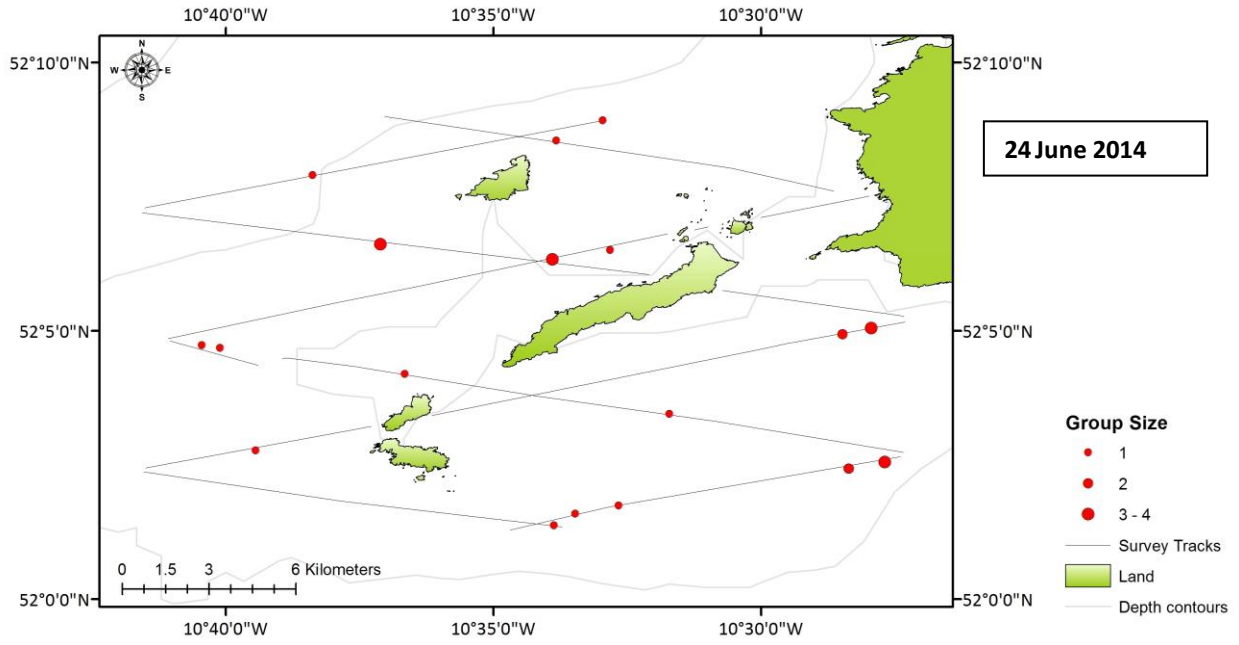 10°40'0"W 10°35'0"W 10°30'0"W
52°10'0"N 52°10'0"N
N
W E
S
24 June 2014
52°5'0"N 52°5'0"N
Group Size
1
2
3 - 4
Survey Tracks
Land
Depth contours
0 1.5 3 6 Kilometers
52°0'0"N 52°0'0"N
10°40'0"W 10°35'0"W 10°30'0"W